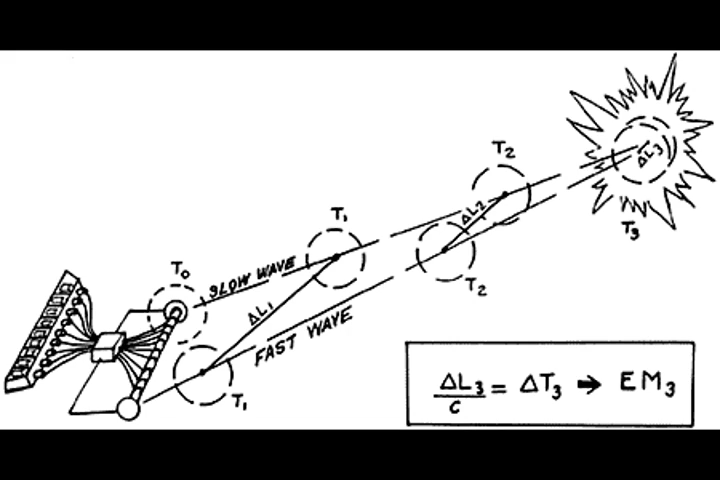 T2
ΔL3
T3
T1
ΔL2
T0
SLOW WAVE
T2
ΔL1
FAST WAVE
T1
ΔL3/c = ΔT3 → EM3